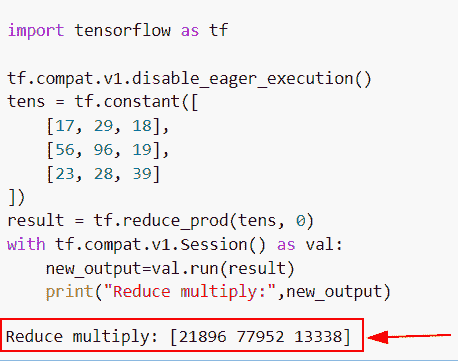 import tensorflow as tf
tf.compat.v1.disable_eager_execution()
tens = tf.constant([
    [17, 29, 18],
    [56, 96, 19],
    [23, 28, 39]
])
result = tf.reduce_prod(tens, 0)
with tf.compat.v1.Session() as val:
    new_output=val.run(result)
    print("Reduce multiply:",new_output)
Reduce multiply: [21896 77952 13338]